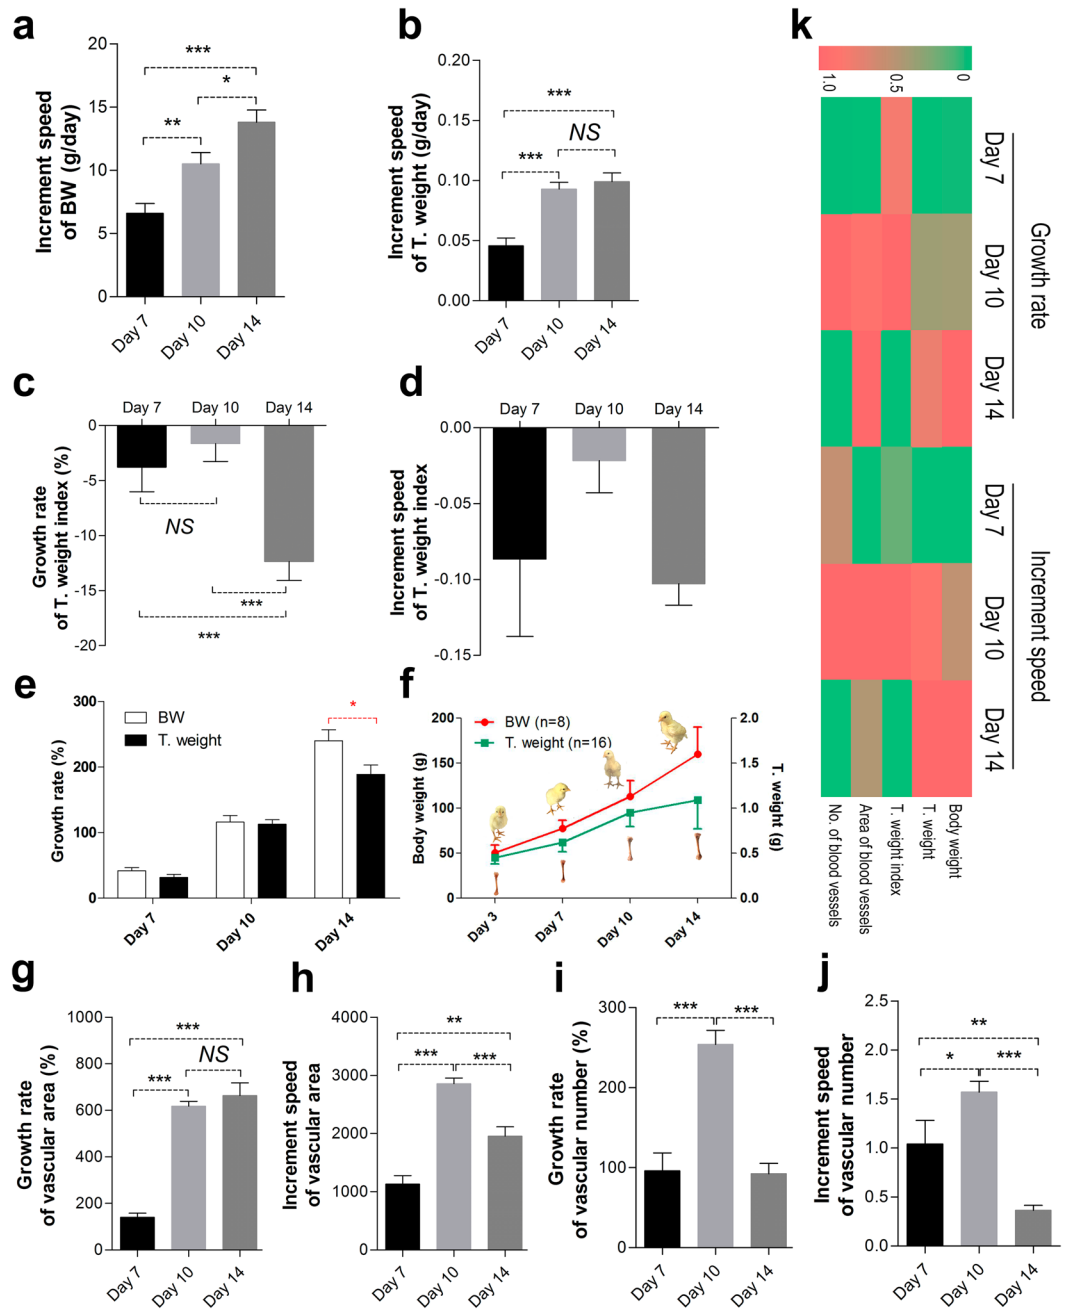 a
Increment speed
of BW (g/day)
20
15
10
5
0
***
*
**
Day 7
Day 10
Day 14
b
Increment speed
of T. weight (g/day)
0.20
0.15
0.10
0.05
0.00
***
NS
***
Day 7
Day 10
Day 14
k
1.0
0.5
0
Day 7
Day 10
Day 14
Growth rate
Day 7
Day 10
Day 14
Increment speed
No. of blood vessels
Area of blood vessels
T. weight index
T. weight
Body weight
c
Growth rate
of T. weight index (%)
Day 7
Day 10
Day 14
0
-5
-10
-15
-20
NS
***
***
d
Increment speed
of T. weight index
Day 7
Day 10
Day 14
0.00
-0.05
-0.10
-0.15
e
Growth rate (%)
300
200
100
0
BW
T. weight
*
Day 7
Day 10
Day 14
f
Body weight (g)
200
150
100
50
0
BW (n=8)
T. weight (n=16)
2.0
1.5
1.0
0.5
0.0
T. weight (g)
Day 3
Day 7
Day 10
Day 14
g
Growth rate
of vascular area (%)
1000
800
600
400
200
0
***
NS
***
Day 7
Day 10
Day 14
h
Increment speed
of vascular area
4000
3000
2000
1000
0
**
***
***
Day 7
Day 10
Day 14
i
Growth rate
of vascular number (%)
300
200
100
0
***
***
Day 7
Day 10
Day 14
j
Increment speed
of vascular number
2.5
2.0
1.5
1.0
0.5
0.0
**
*
***
Day 7
Day 10
Day 14